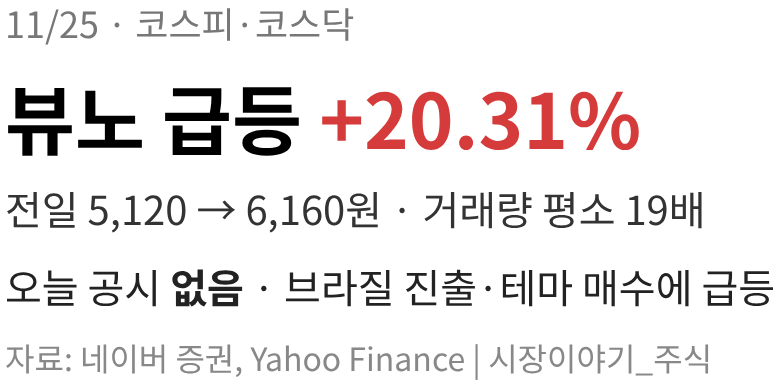 11/25 · 코스피·코스닥
뷰노 급등 +20.31%
전일 5,120 → 6,160원 · 거래량 평소 19배
오늘 공시 없음 · 브라질 진출·테마 매수에 급등
자료: 네이버 증권, Yahoo Finance | 시장이야기_주식